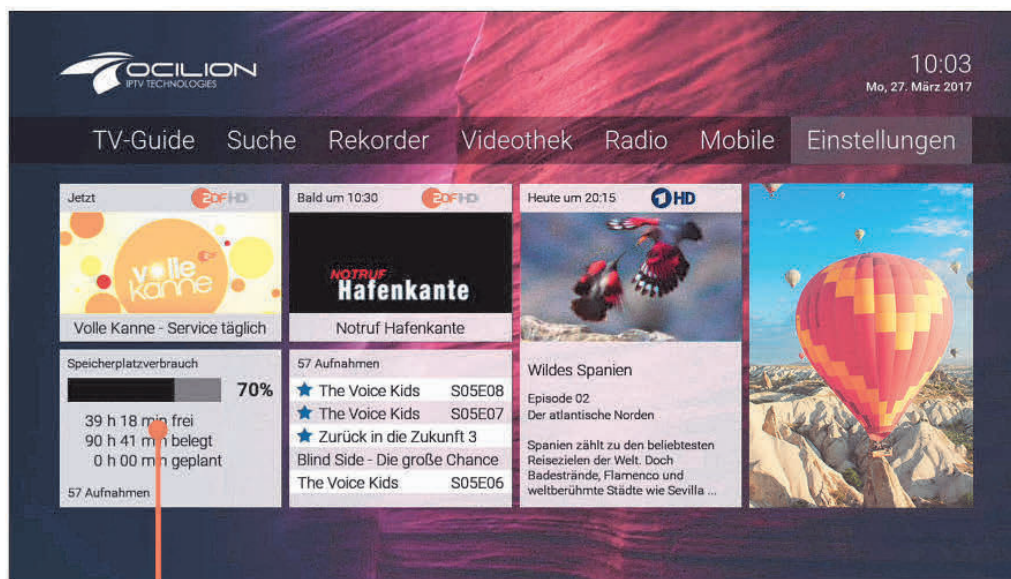 OCILION
IPTV TECHNOLOGIES
10:03
Mo, 27. März 2017
TV-Guide Suche Rekorder Videothek Radio Mobile Einstellungen
Jetzt ZDF HD
volle
kanne
Volle Kanne - Service täglich
Bald um 10:30 ZDF HD
NOTRUF
Hafenkante
Notruf Hafenkante
Heute um 20:15 HD
Wildes Spanien
Episode 02
Der atlantische Norden
Spanien zählt zu den beliebtesten
Reisezielen der Welt. Doch
Badestrände, Flamenco und
weltberühmte Städte wie Sevilla ...
Speicherplatzverbrauch
70%
39 h 18 min frei
90 h 41 min belegt
0 h 00 min geplant
57 Aufnahmen
57 Aufnahmen
The Voice Kids S05E08
The Voice Kids S05E07
Zurück in die Zukunft 3
Blind Side - Die große Chance
The Voice Kids S05E06